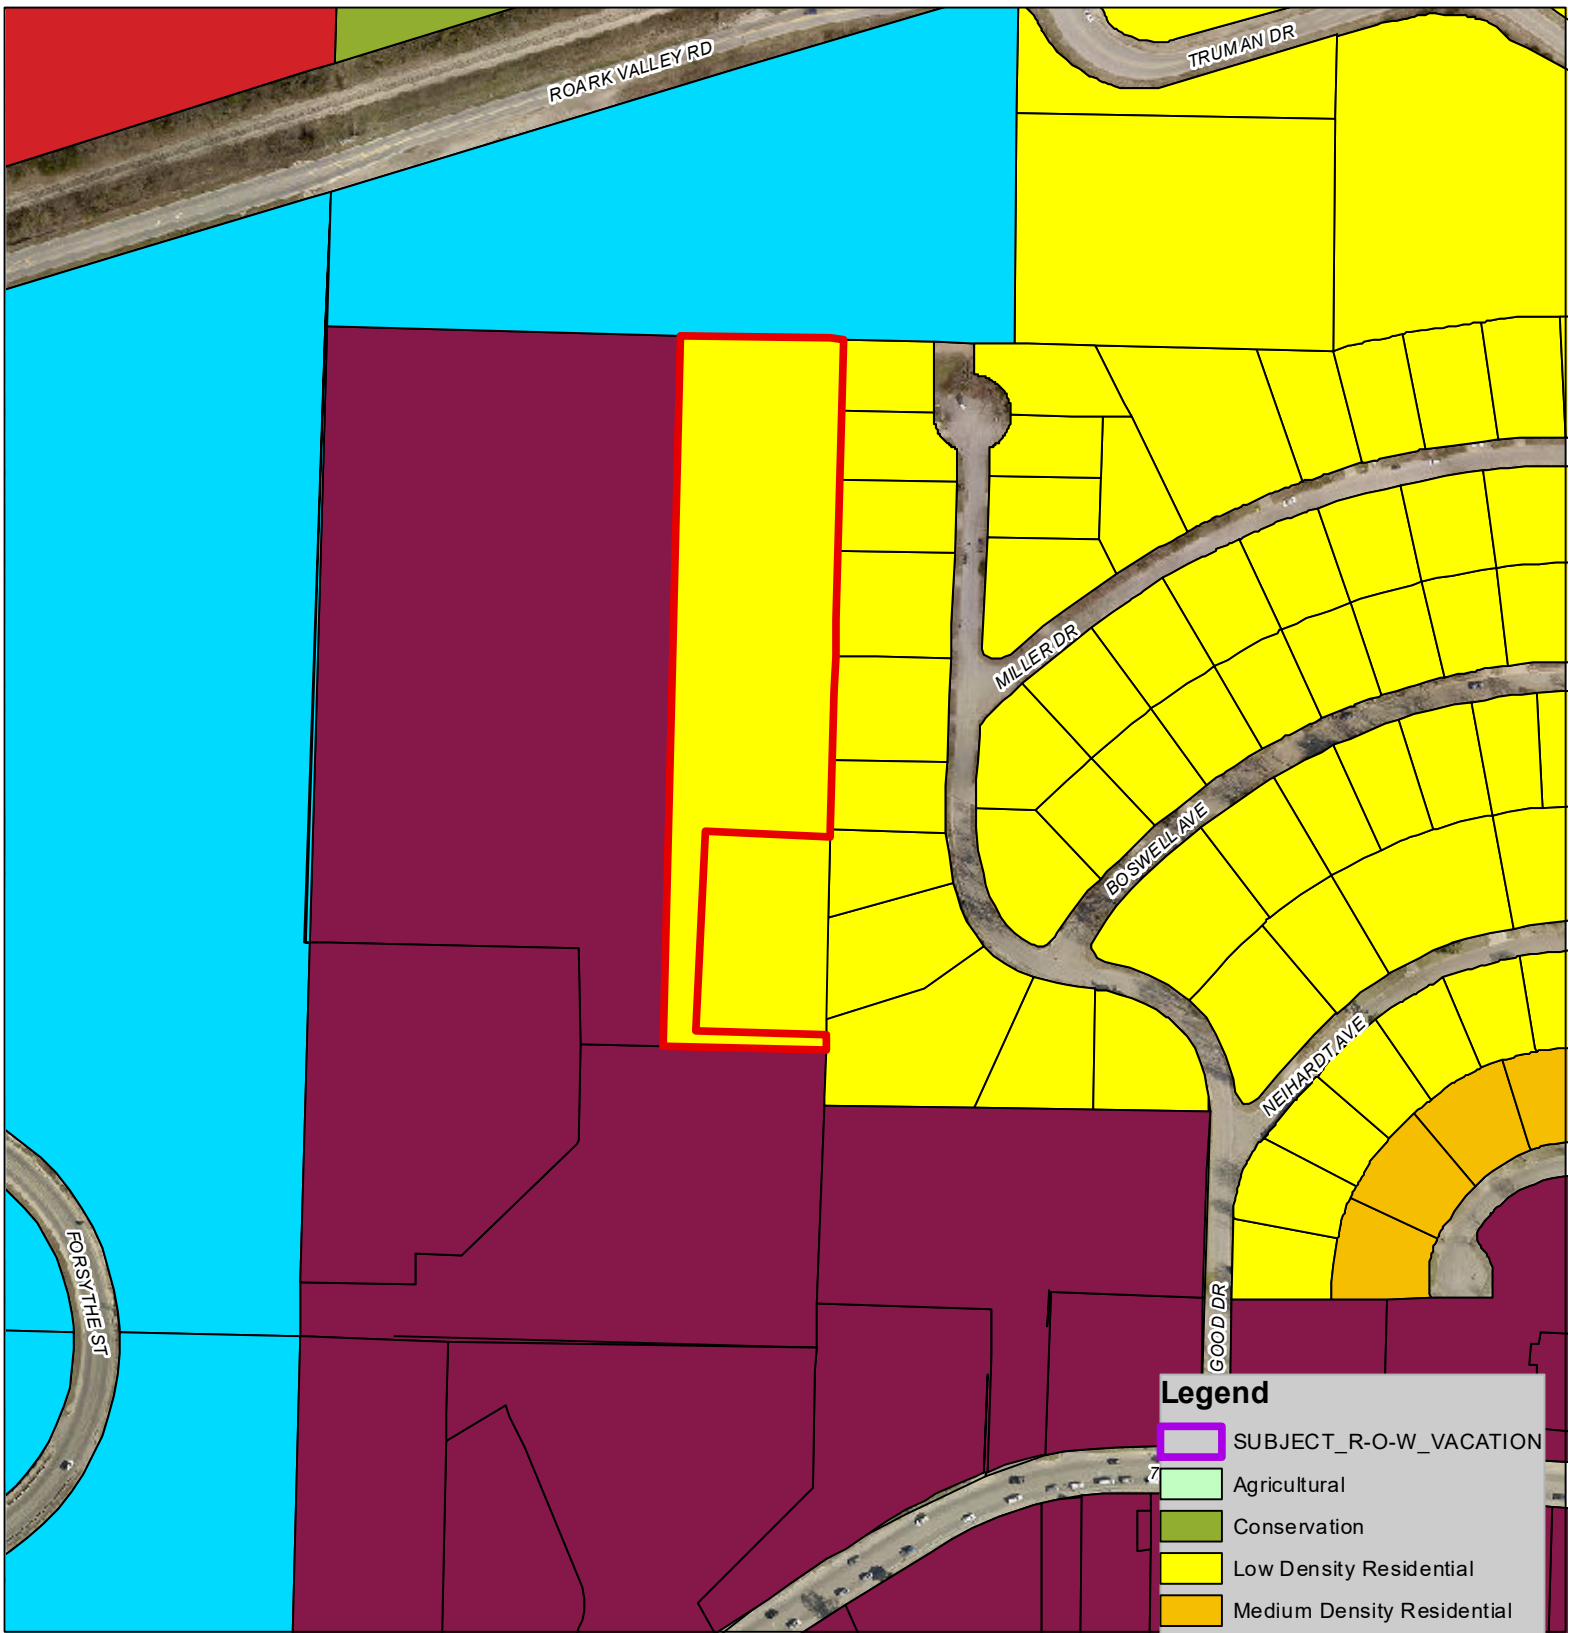 TRUMAN DR
ROARK VALLEY RD
MILLER DR
BOSWELL AVE
NEIHARDT AVE
FORSYTHE ST
GOOD DR
7
Legend
SUBJECT_R-O-W_VACATION
Agricultural
Conservation
Low Density Residential
Medium Density Residential